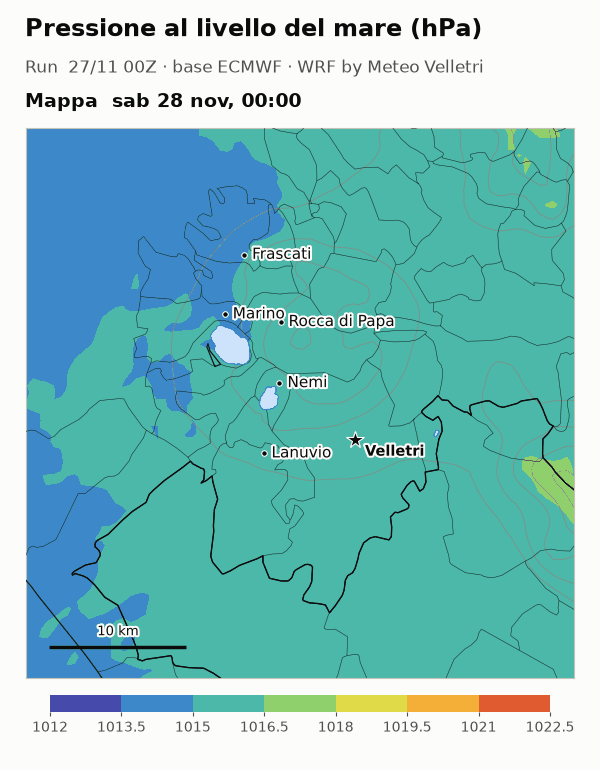 Pressione al livello del mare (hPa)
Run 27/11 00Z · base ECMWF · WRF by Meteo Velletri
Mappa sab 28 nov, 00:00
Frascati
Marino
Rocca di Papa
Nemi
Lanuvio
Velletri
10 km
1012 1013.5 1015 1016.5 1018 1019.5 1021 1022.5